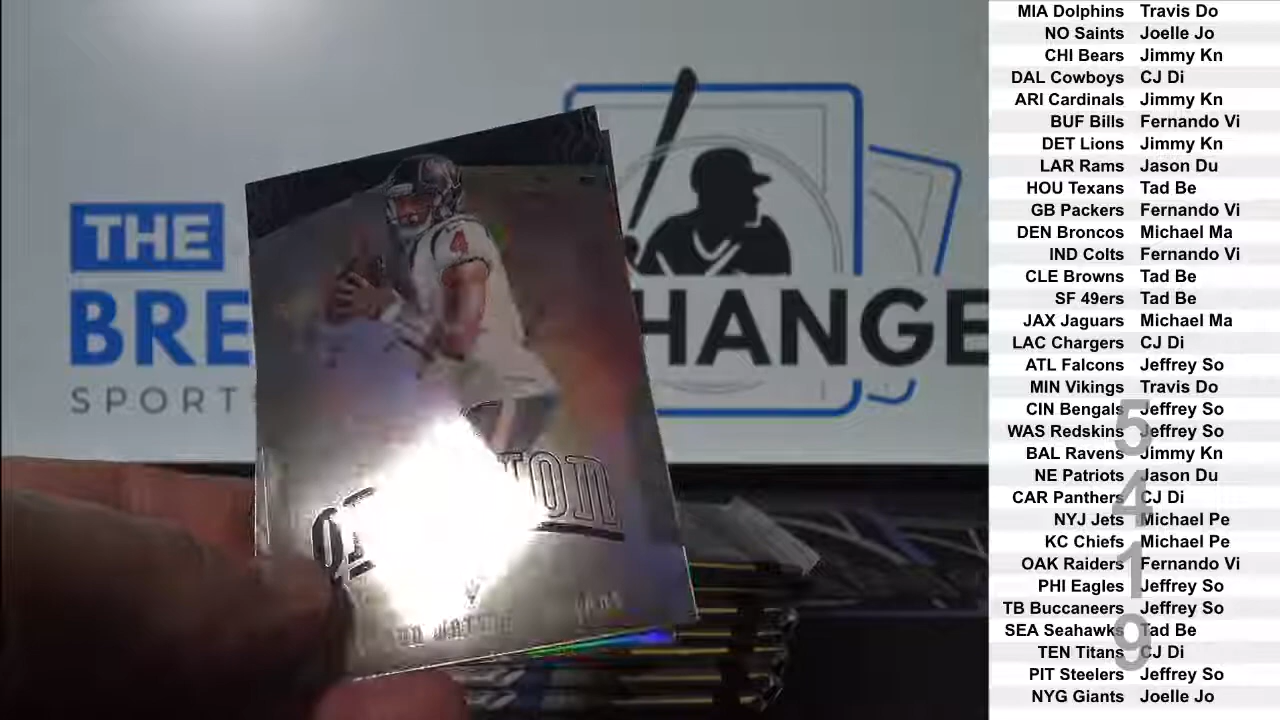 THE
BRE
HANGE
SPORT
4
MIA Dolphins Travis Do
NO Saints Joelle Jo
CHI Bears Jimmy Kn
DAL Cowboys CJ Di
ARI Cardinals Jimmy Kn
BUF Bills Fernando Vi
DET Lions Jimmy Kn
LAR Rams Jason Du
HOU Texans Tad Be
GB Packers Fernando Vi
DEN Broncos Michael Ma
IND Colts Fernando Vi
CLE Browns Tad Be
SF 49ers Tad Be
JAX Jaguars Michael Ma
LAC Chargers CJ Di
ATL Falcons Jeffrey So
MIN Vikings Travis Do
CIN Bengals Jeffrey So
WAS Redskins Jeffrey So
BAL Ravens Jimmy Kn
NE Patriots Jason Du
CAR Panthers CJ Di
NYJ Jets Michael Pe
KC Chiefs Michael Pe
OAK Raiders Fernando Vi
PHI Eagles Jeffrey So
TB Buccaneers Jeffrey So
SEA Seahawks Tad Be
TEN Titans CJ Di
PIT Steelers Jeffrey So
NYG Giants Joelle Jo
5
4
1
9